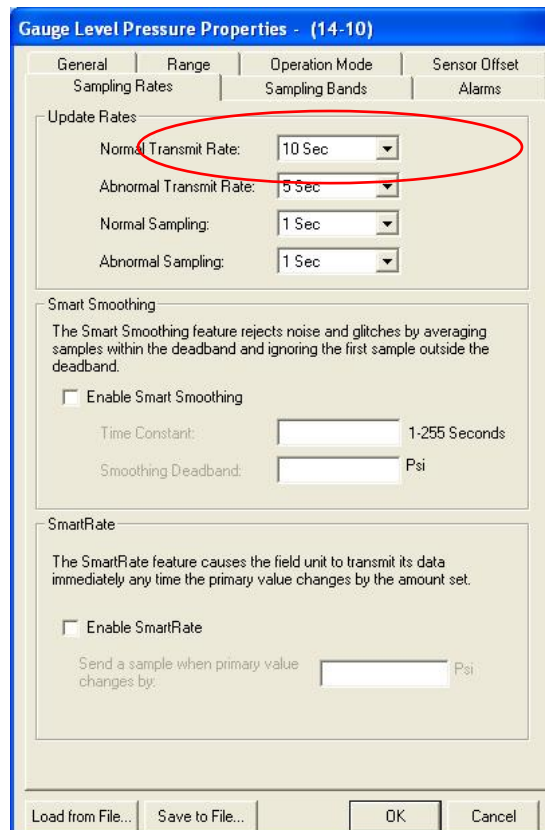 Gauge Level Pressure Properties - (14-10)
General Range Operation Mode Sensor Offset
Sampling Rates Sampling Bands Alarms
Update Rates
Normal Transmit Rate: 10 Sec
Abnormal Transmit Rate: 5 Sec
Normal Sampling: 1 Sec
Abnormal Sampling: 1 Sec
Smart Smoothing
The Smart Smoothing feature rejects noise and glitches by averaging
samples within the deadband and ignoring the first sample outside the
deadband.
Enable Smart Smoothing
Time Constant: 1-255 Seconds
Smoothing Deadband: Psi
SmartRate
The SmartRate feature causes the field unit to transmit its data
immediately any time the primary value changes by the amount set.
Enable SmartRate
Send a sample when primary value
changes by: Psi
Load from File... Save to File... OK Cancel